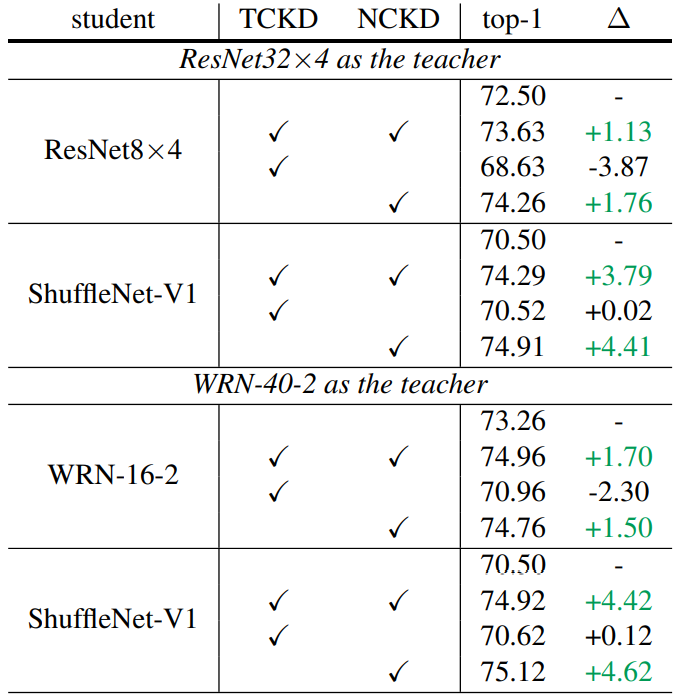 student TCKD NCKD top-1 Δ
ResNet32×4 as the teacher
72.50 -
✓ ✓ 73.63 +1.13
ResNet8×4
✓ 68.63 -3.87
✓ 74.26 +1.76
70.50 -
✓ ✓ 74.29 +3.79
ShuffleNet-V1
✓ 70.52 +0.02
✓ 74.91 +4.41
WRN-40-2 as the teacher
73.26 -
✓ ✓ 74.96 +1.70
WRN-16-2
✓ 70.96 -2.30
✓ 74.76 +1.50
70.50 -
✓ ✓ 74.92 +4.42
ShuffleNet-V1
✓ 70.62 +0.12
✓ 75.12 +4.62